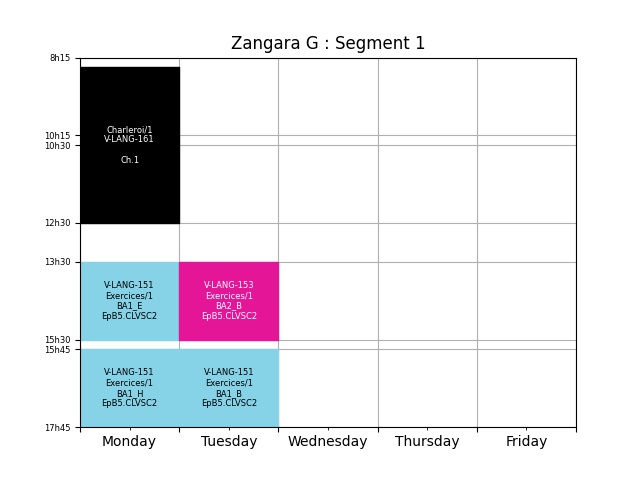 Zangara G : Segment 1
8h15
10h15
10h30
12h30
13h30
15h30
15h45
17h45
Charleroi/1
V-LANG-161
Ch.1
V-LANG-151
Exercices/1
BA1_E
EpB5.CLVSC2
V-LANG-153
Exercices/1
BA2_B
EpB5.CLVSC2
V-LANG-151
Exercices/1
BA1_H
EpB5.CLVSC2
V-LANG-151
Exercices/1
BA1_B
EpB5.CLVSC2
Monday
Tuesday
Wednesday
Thursday
Friday